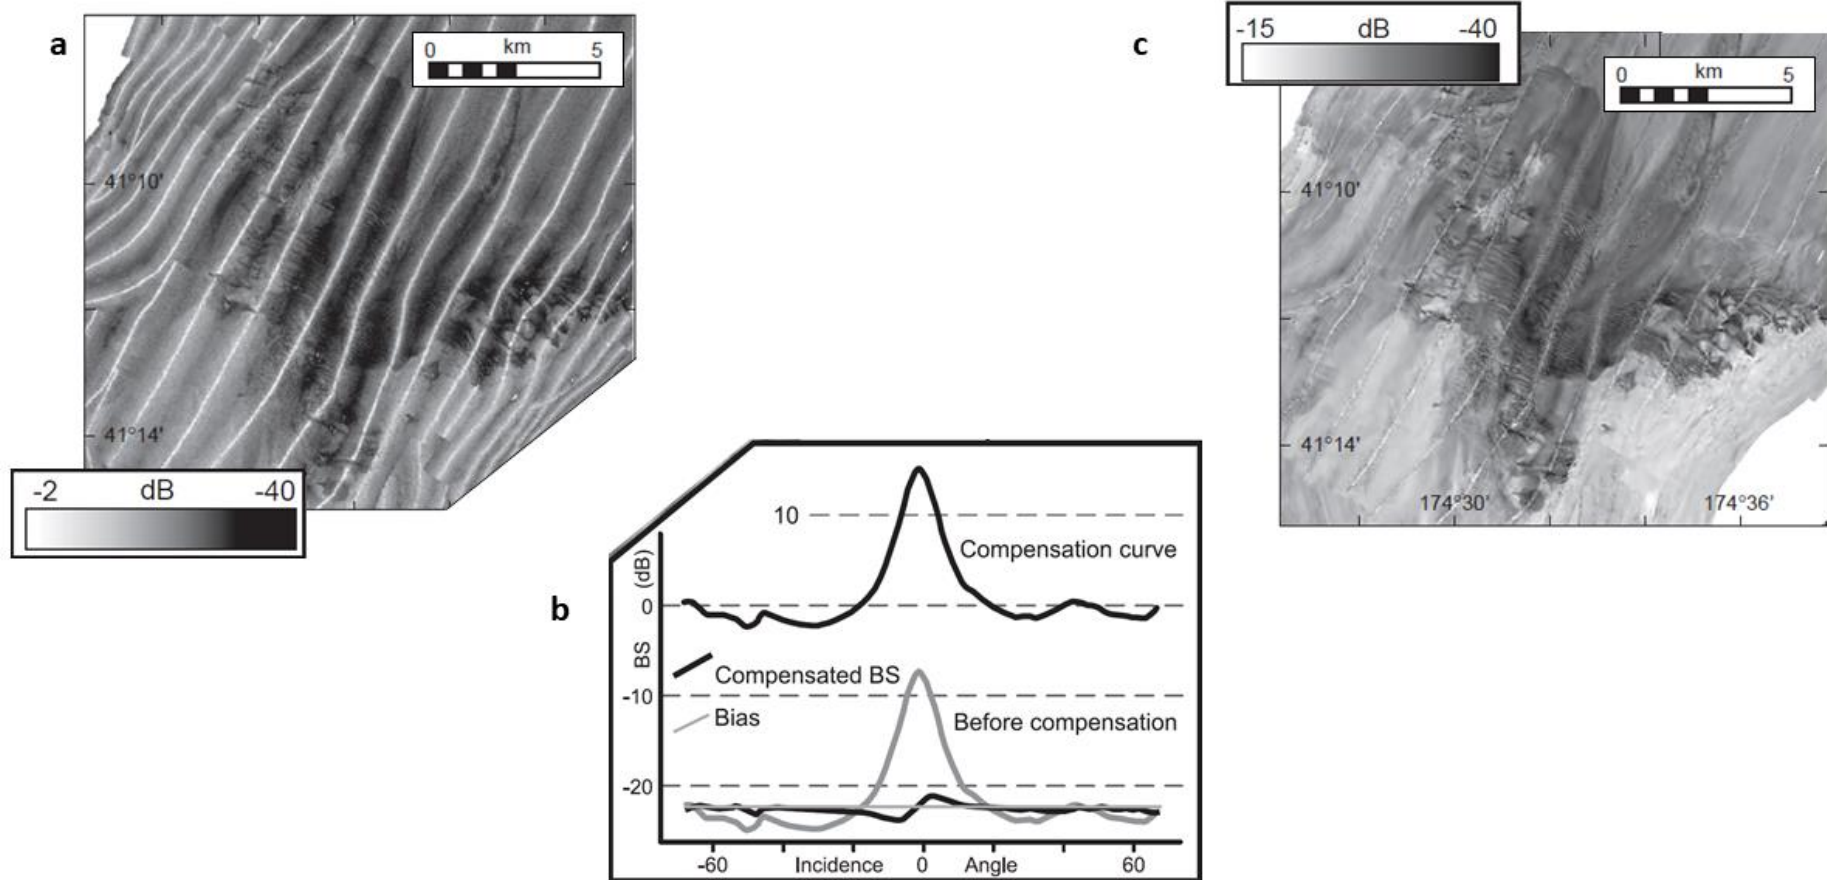 a
0 km 5
41°10'
41°14'
-2 dB -40
b
10
Compensation curve
(dB)
0
BS
Compensated BS
-10
Bias
Before compensation
-20
-60 Incidence 0 Angle 60
c
-15 dB -40
0 km 5
41°10'
41°14'
174°30' 174°36'